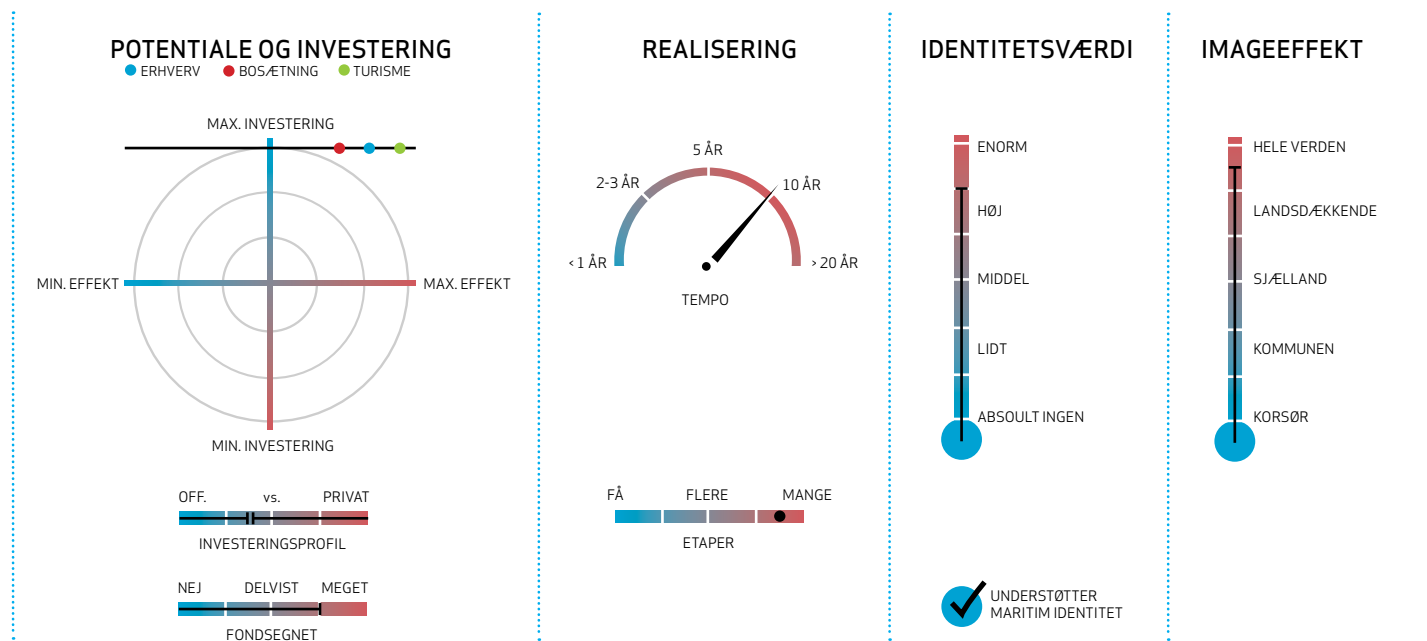 POTENTIALE OG INVESTERING
ERHVERV BOSÆTNING TURISME
MAX. INVESTERING
MIN. EFFEKT
MAX. EFFEKT
MIN. INVESTERING
OFF. vs. PRIVAT
INVESTERINGSPROFIL
NEJ DELVIST MEGET
FONDSEGNET
REALISERING
5 ÅR
2-3 ÅR
10 ÅR
< 1 ÅR
> 20 ÅR
TEMPO
FÅ FLERE MANGE
ETAPER
IDENTITETSVÆRDI
ENORM
HØJ
MIDDEL
LIDT
ABSOULT INGEN
UNDERSTØTTER
MARITIM IDENTITET
IMAGEEFFEKT
HELE VERDEN
LANDSDÆKKENDE
SJÆLLAND
KOMMUNEN
KORSØR